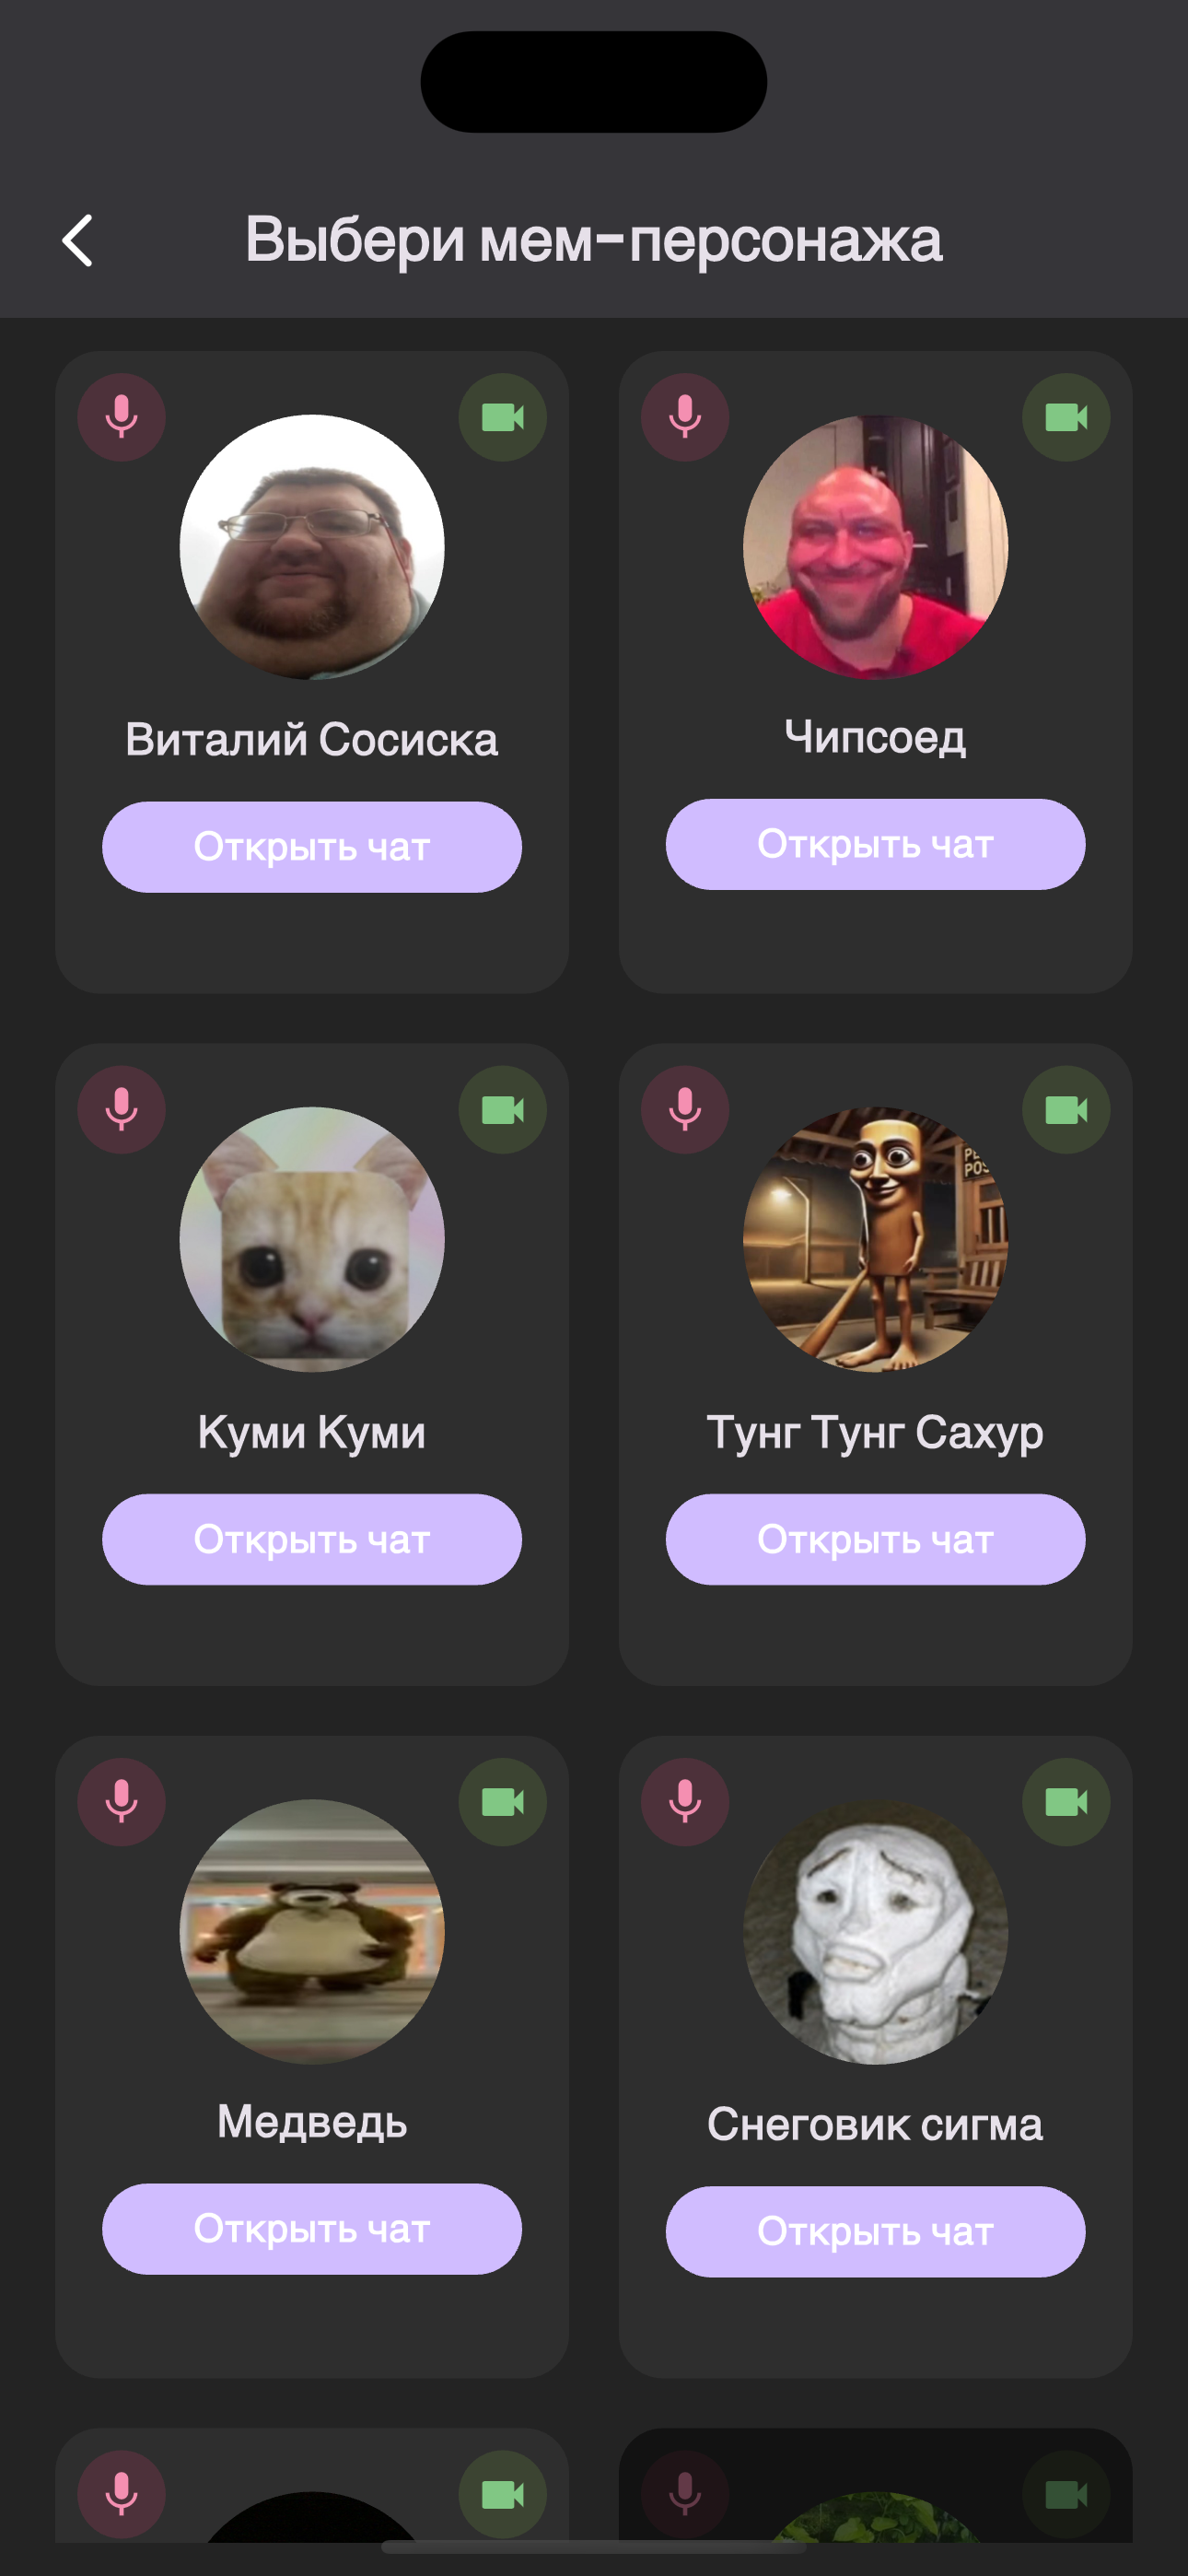 Выбери мем-персонажа
Виталий Сосиска
Чипсоед
Открыть чат
Открыть чат
Куми Куми
Тунг Тунг Сахур
Открыть чат
Открыть чат
Медведь
Снеговик сигма
Открыть чат
Открыть чат